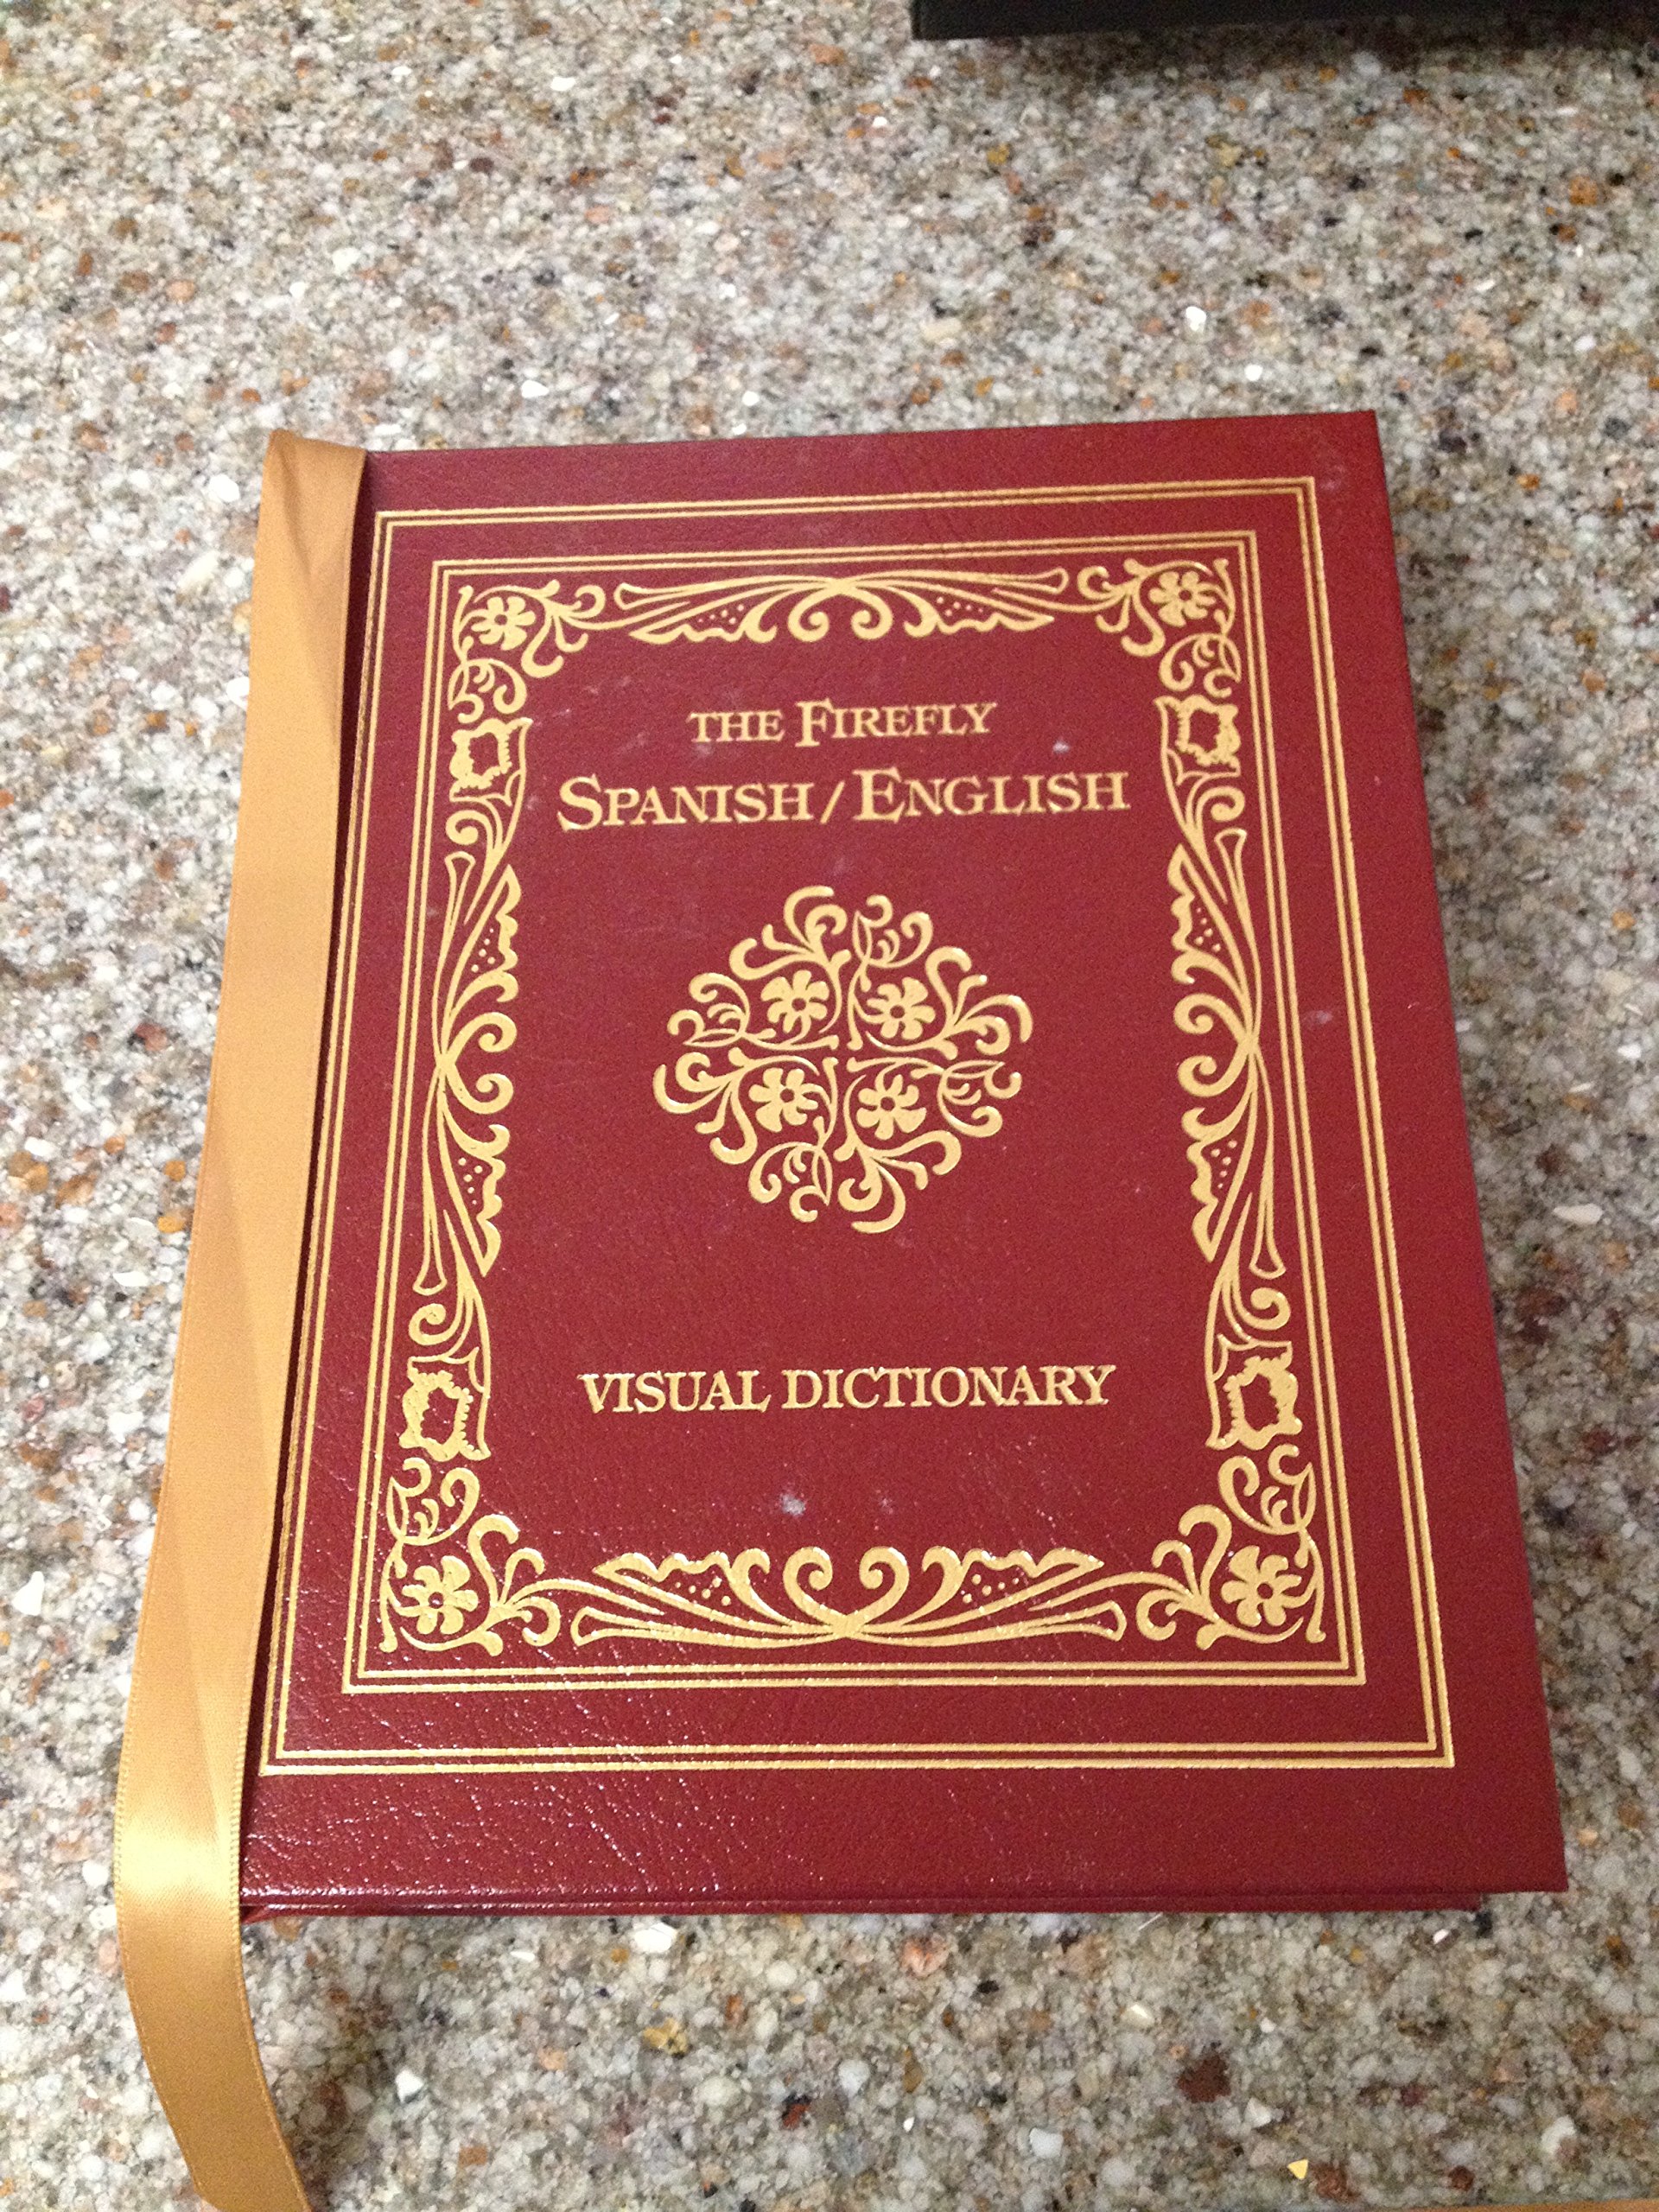 THE FIREFLY
SPANISH / ENGLISH
VISUAL DICTIONARY